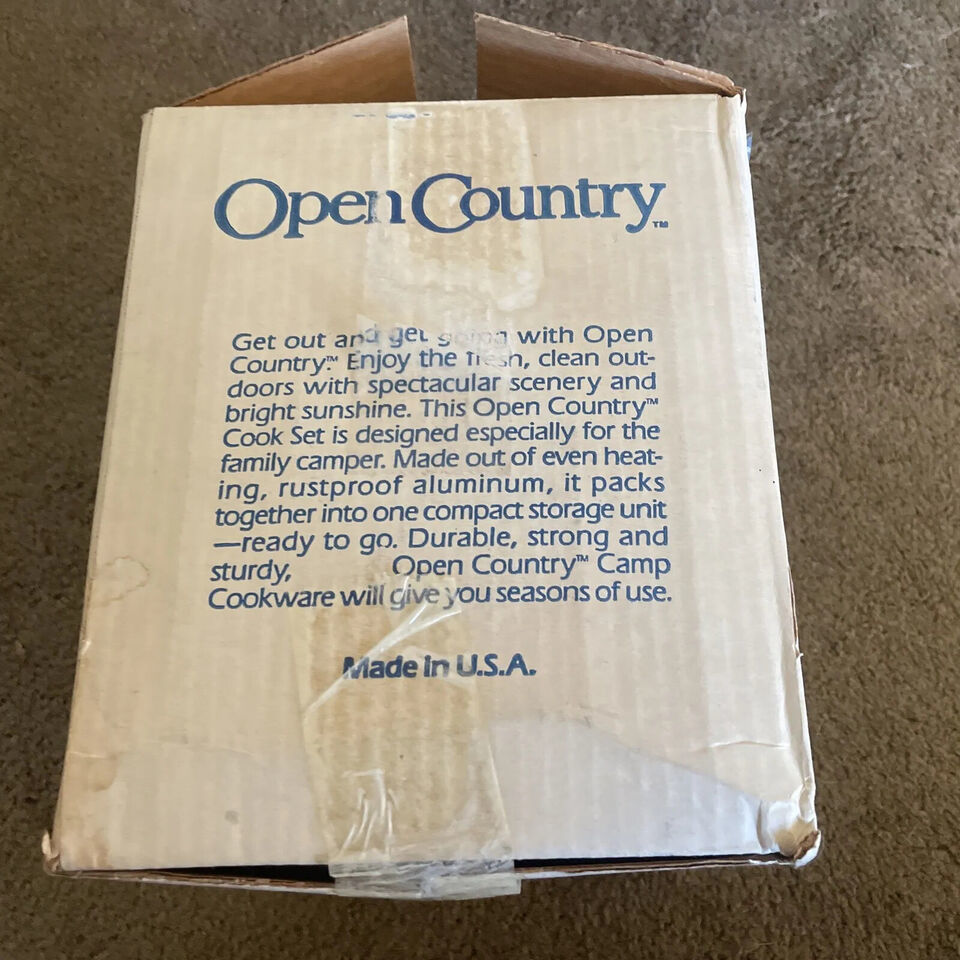 Open Country™
Get out and get going with Open
Country.™ Enjoy the fresh, clean out-
doors with spectacular scenery and
bright sunshine. This Open Country™
Cook Set is designed especially for the
family camper. Made out of even heat-
ing, rustproof aluminum, it packs
together into one compact storage unit
—ready to go. Durable, strong and
sturdy, Open Country™ Camp
Cookware will give you seasons of use.
Made in U.S.A.